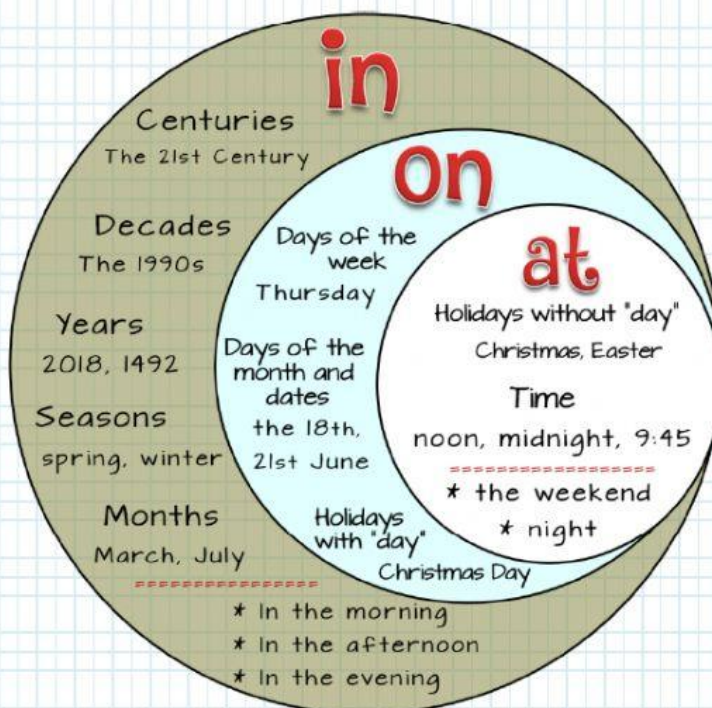 in
Centuries
The 21st Century
Decades
The 1990s
Years
2018, 1492
Seasons
spring, winter
Months
March, July
===============
* In the morning
* In the afternoon
* In the evening
on
Days of the
week
Thursday
Days of the
month and
dates
the 18th,
21st June
Holidays
with "day"
Christmas Day
at
Holidays without "day"
Christmas, Easter
Time
noon, midnight, 9:45
==================
* the weekend
* night